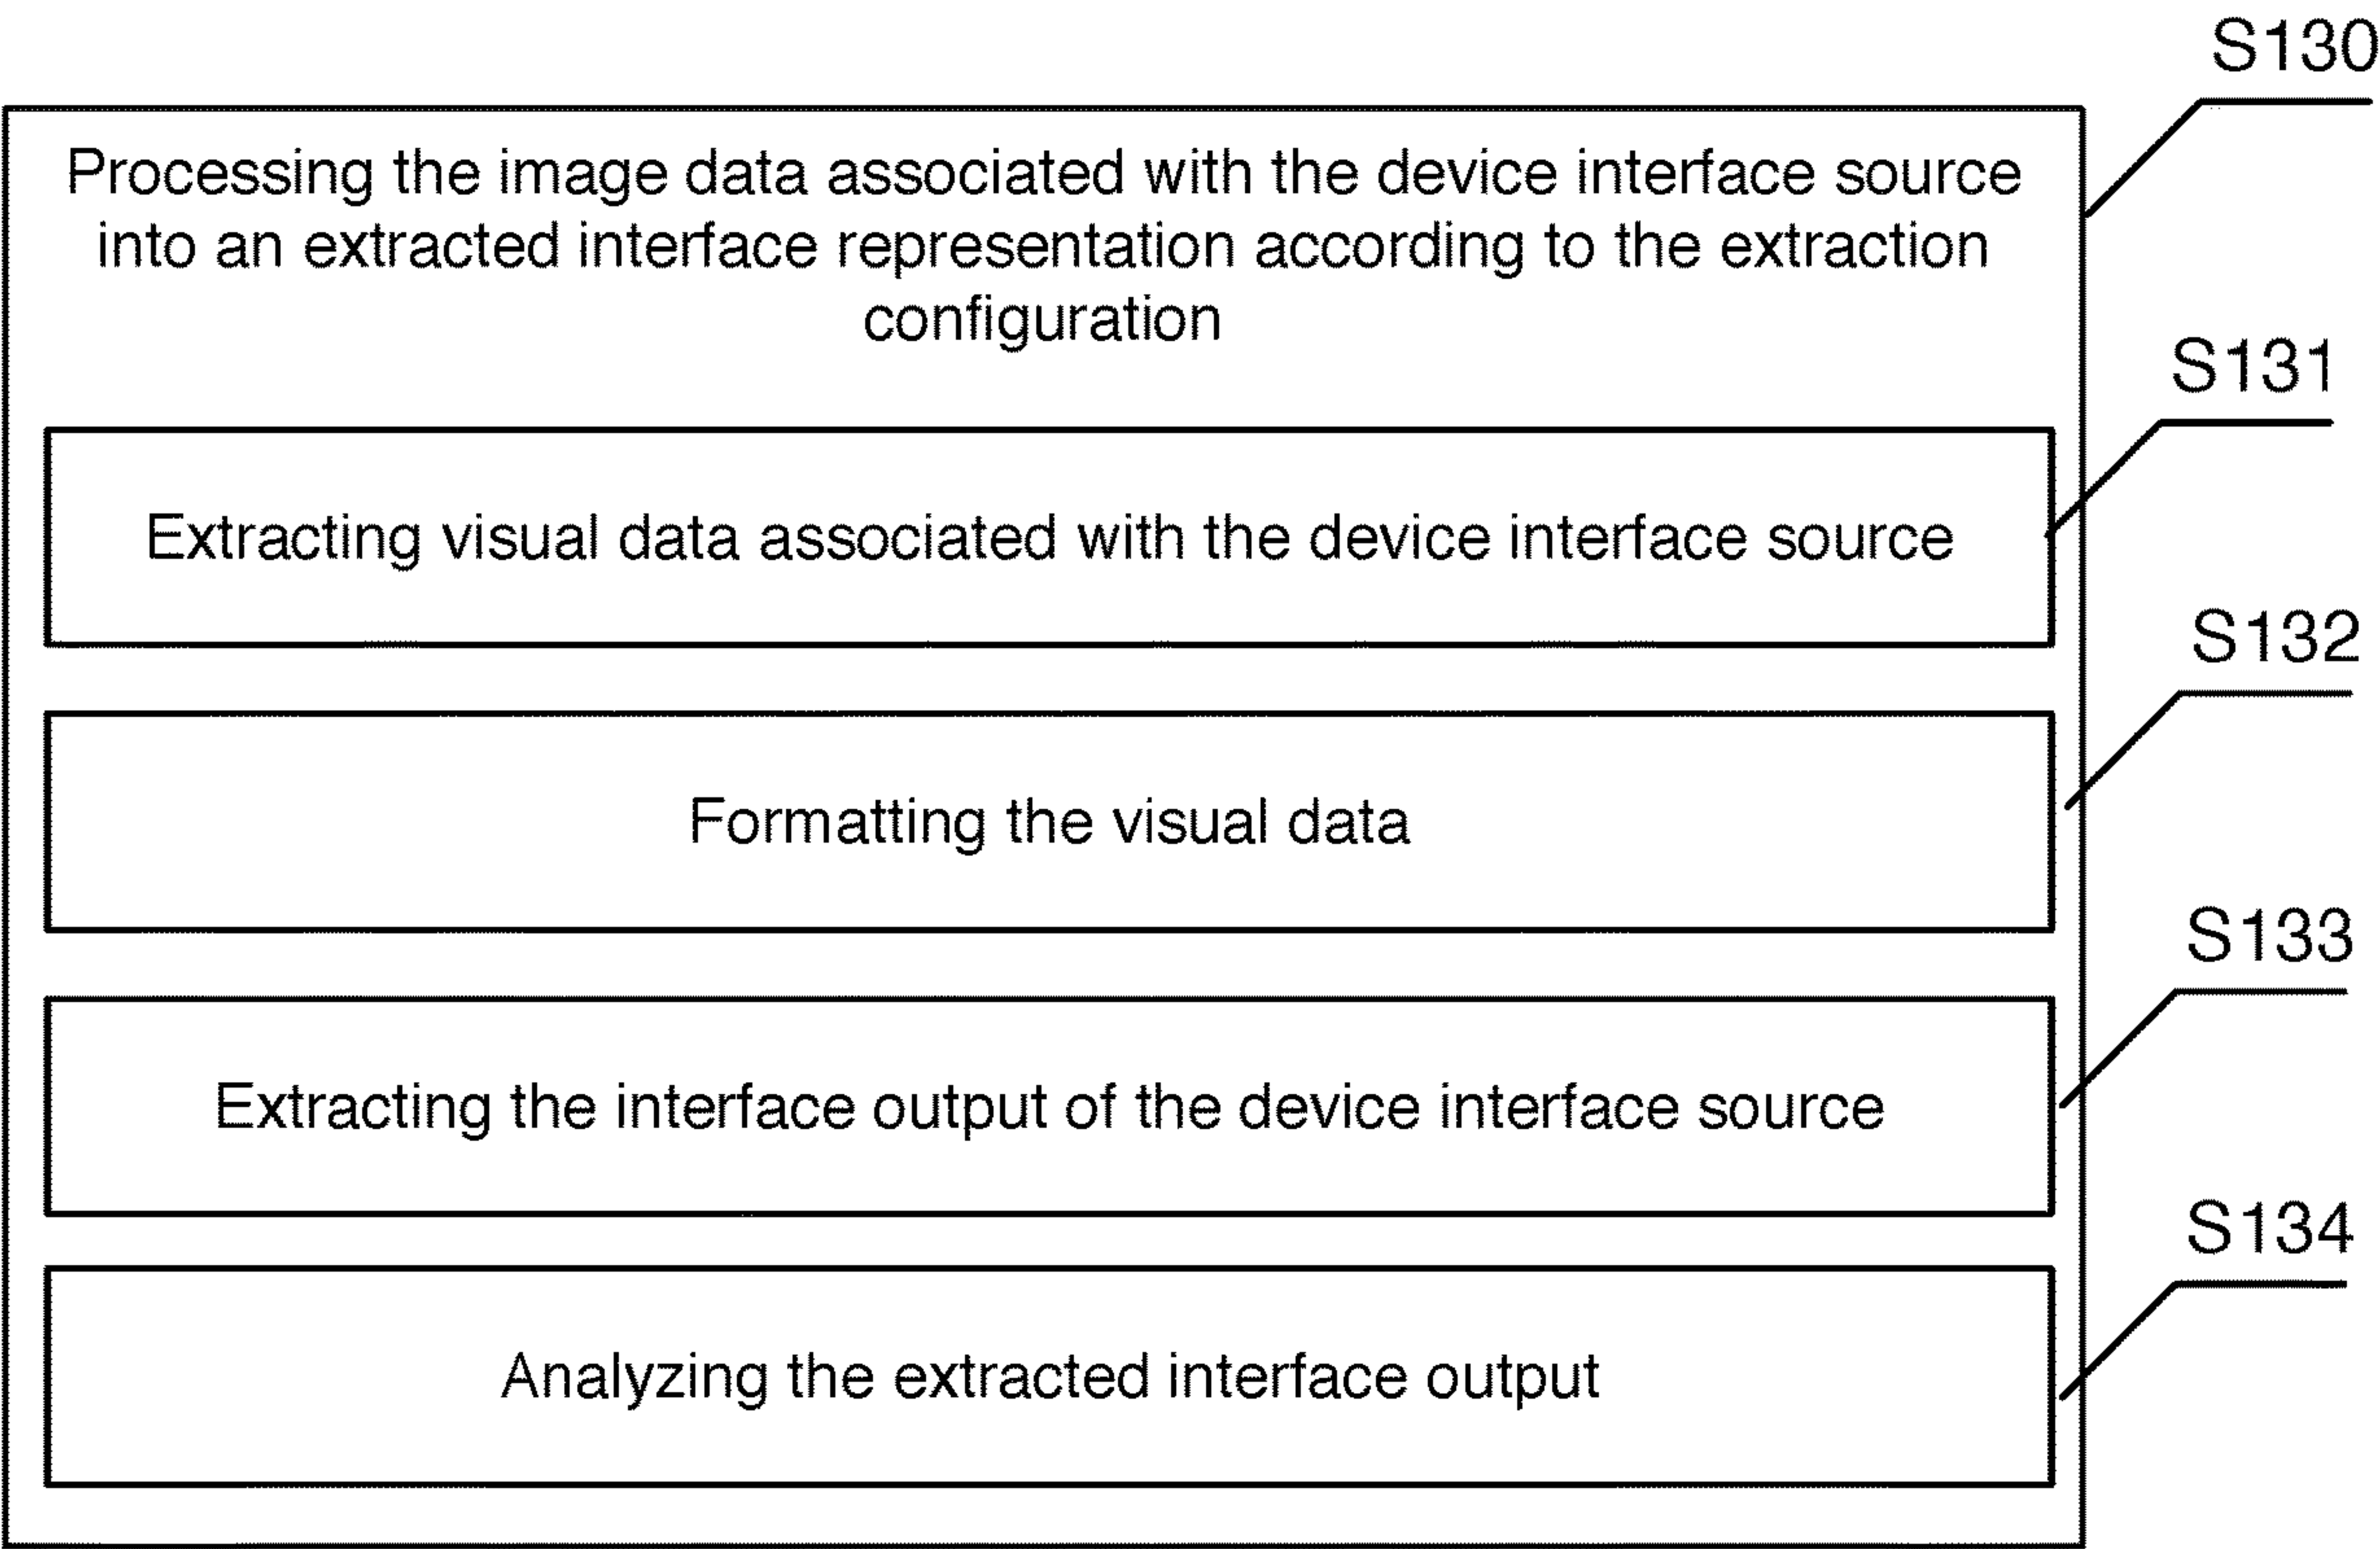 S130
Processing the image data associated with the device interface source
into an extracted interface representation according to the extraction
configuration
S131
Extracting visual data associated with the device interface source
S132
Formatting the visual data
S133
Extracting the interface output of the device interface source
S134
Analyzing the extracted interface output